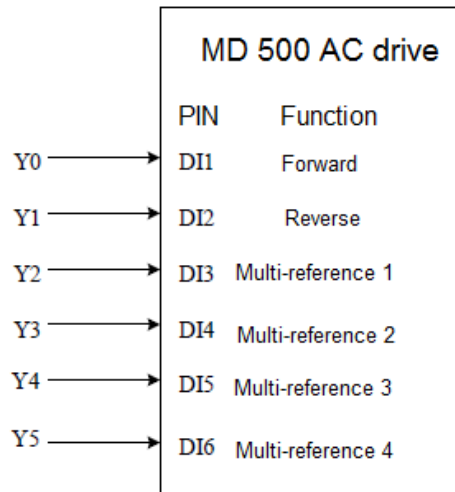 MD 500 AC drive
PIN Function
Y0 DI1 Forward
Y1 DI2 Reverse
Y2 DI3 Multi-reference 1
Y3 DI4 Multi-reference 2
Y4 DI5 Multi-reference 3
Y5 DI6 Multi-reference 4